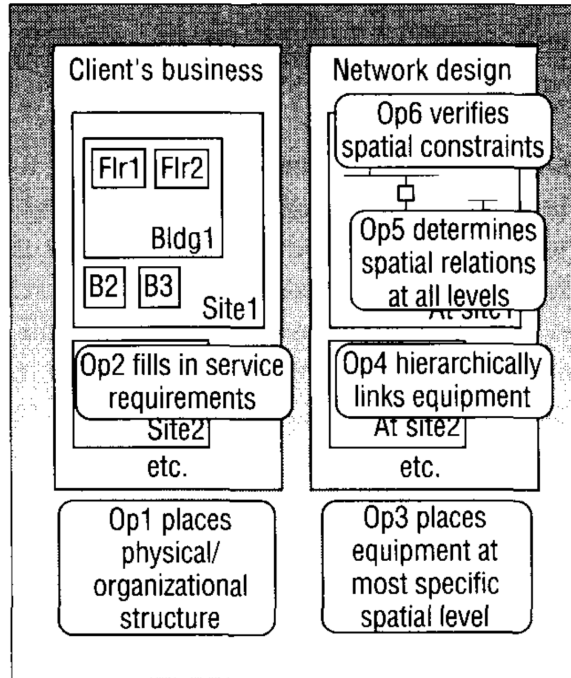 Client's business
Flr1 Flr2
Bldg1
B2 B3
Site1
Op2 fills in service
requirements
Site2
etc.
Op1 places
physical/
organizational
structure
Network design
Op6 verifies
spatial constraints
Op5 determines
spatial relations
at all levels
At site1
Op4 hierarchically
links equipment
At site2
etc.
Op3 places
equipment at
most specific
spatial level